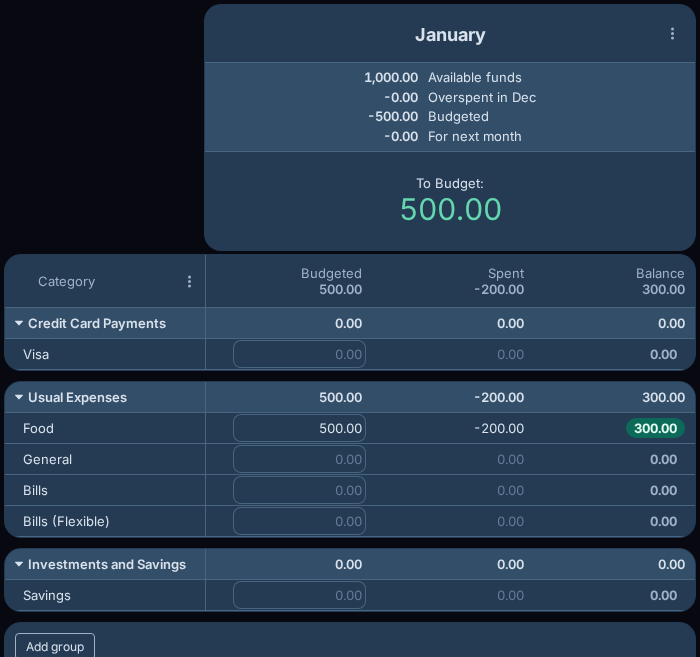 January
1,000.00 Available funds
-0.00 Overspent in Dec
-500.00 Budgeted
-0.00 For next month
To Budget:
500.00
Category Budgeted Spent Balance
500.00 -200.00 300.00
Credit Card Payments 0.00 0.00 0.00
Visa 0.00 0.00 0.00
Usual Expenses 500.00 -200.00 300.00
Food 500.00 -200.00 300.00
General 0.00 0.00 0.00
Bills 0.00 0.00 0.00
Bills (Flexible) 0.00 0.00 0.00
Investments and Savings 0.00 0.00 0.00
Savings 0.00 0.00 0.00
Add group